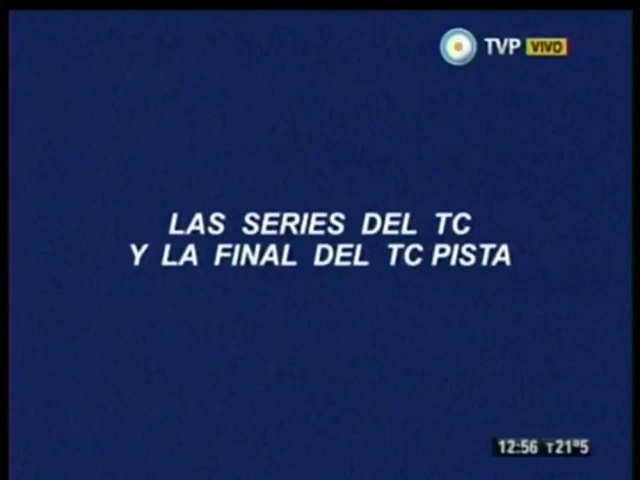 TVP VIVO
LAS SERIES DEL TC
Y LA FINAL DEL TC PISTA
12:56 T21°5